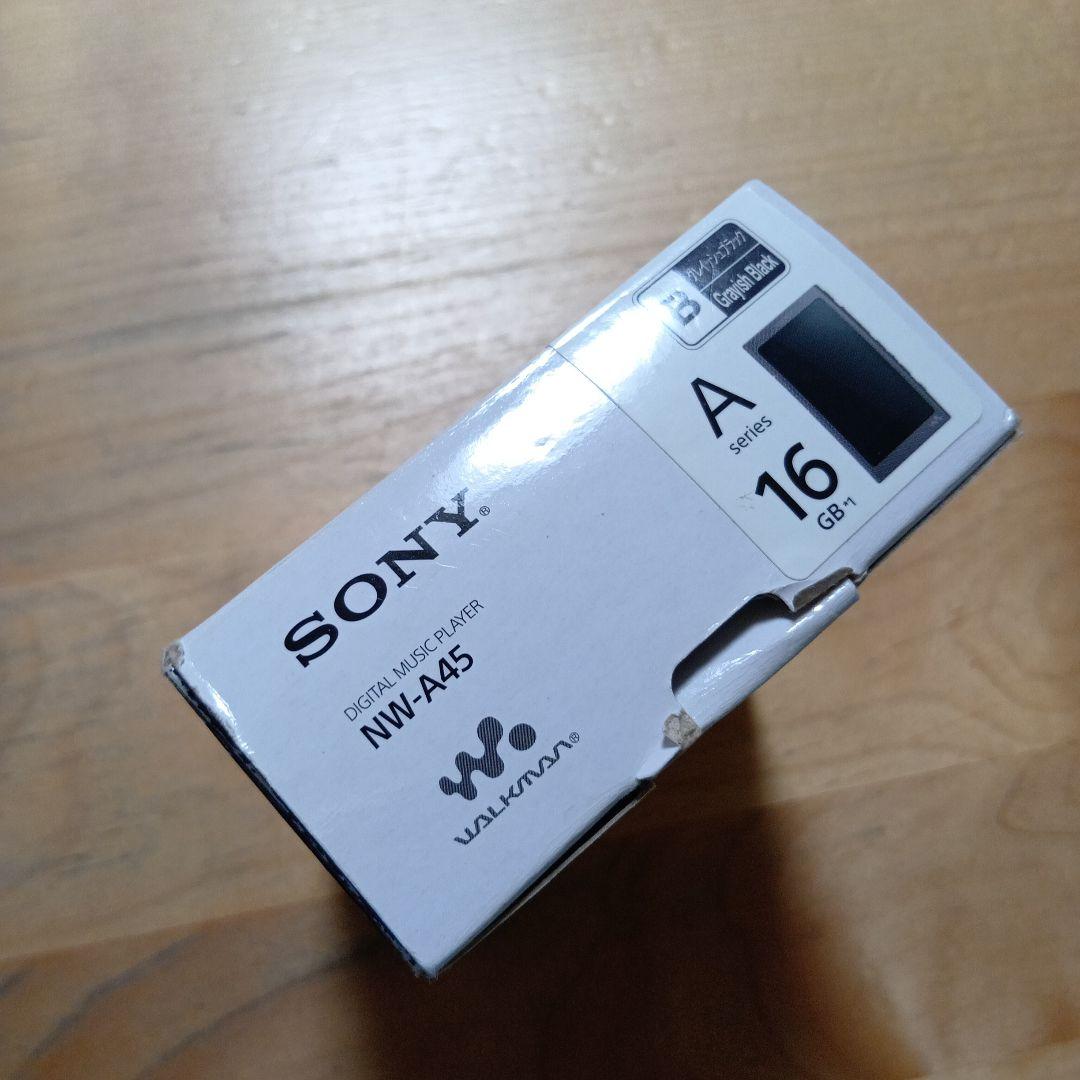 SONY®
DIGITAL MUSIC PLAYER
NW-A45
WALKMAN®
B
グレイッシュブラック
Grayish Black
A
series
16
GB *1